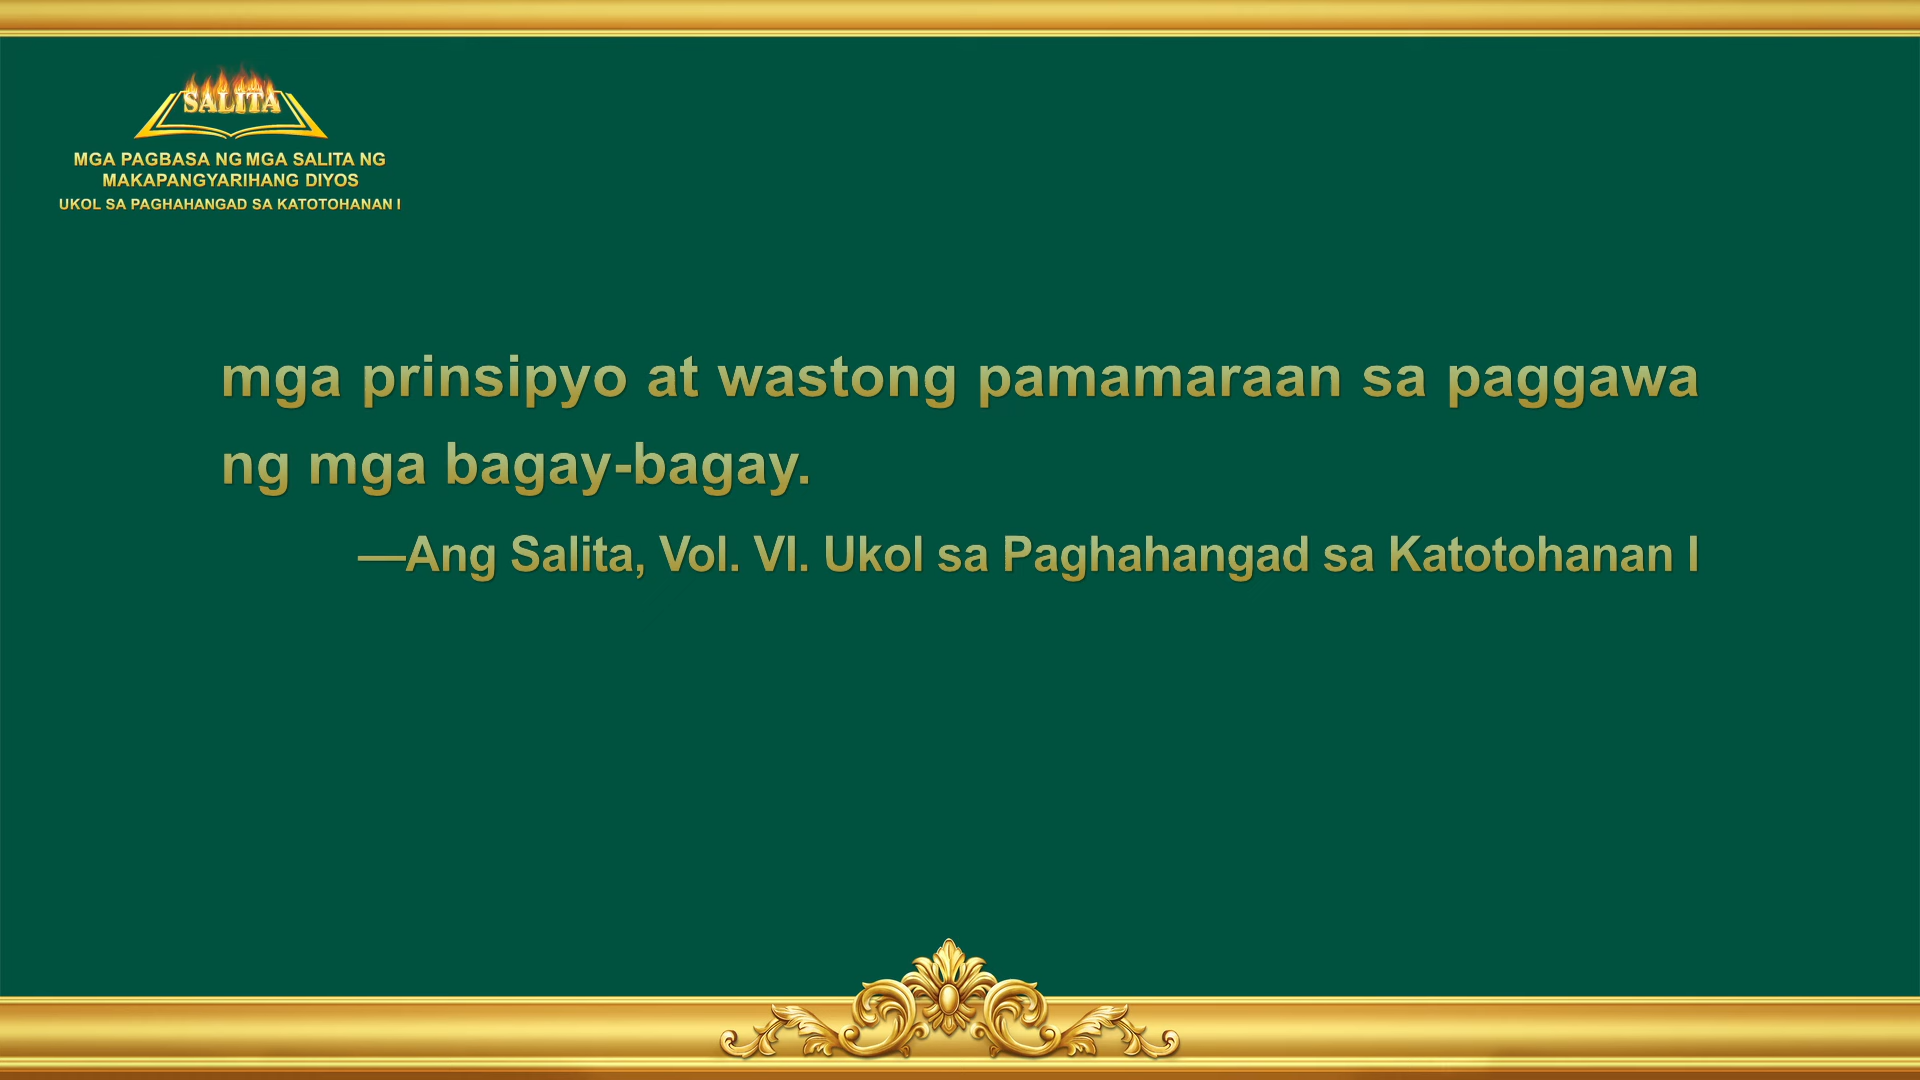 SALITA
MGA PAGBASA NG MGA SALITA NG
MAKAPANGYARIHANG DIYOS
UKOL SA PAGHAHANGAD SA KATOTOHANAN I
mga prinsipyo at wastong pamamaraan sa paggawa
ng mga bagay-bagay.
—Ang Salita, Vol. VI. Ukol sa Paghahangad sa Katotohanan I